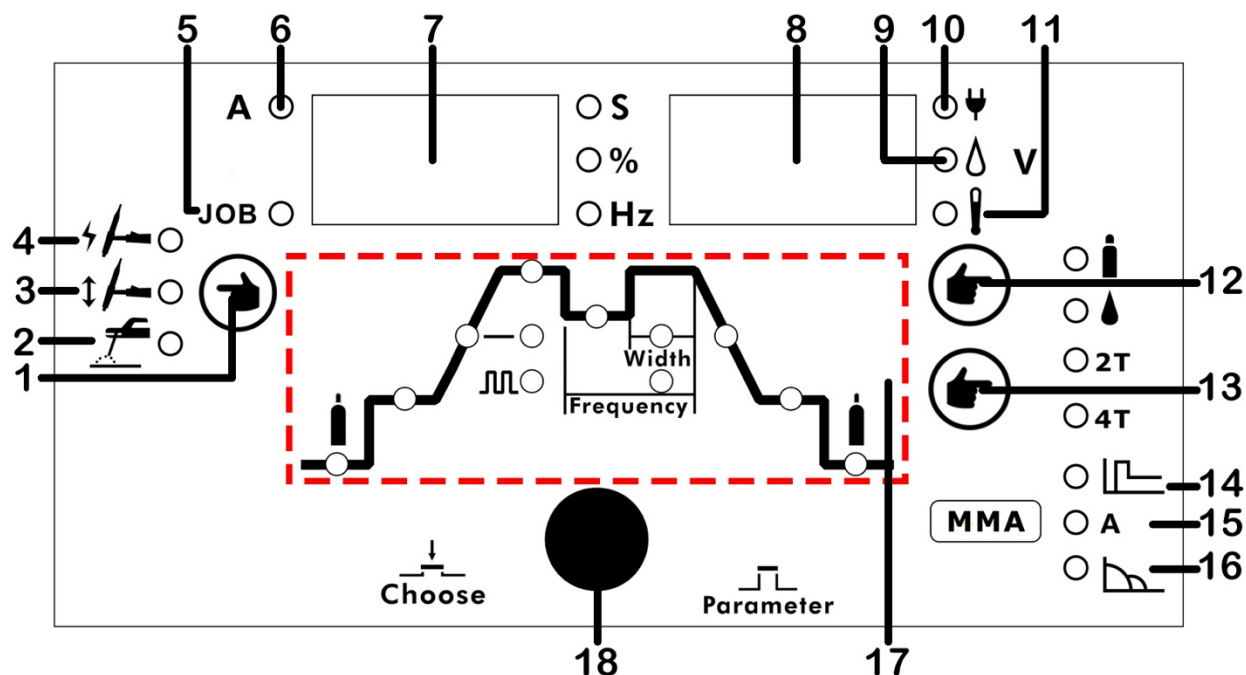 5 6 7 8 9 10 11
A S
% V
JOB Hz
4
3
2
1
12
13
Width
Frequency
2T
4T
14
MMA A 15
16
Choose
Parameter
18 17